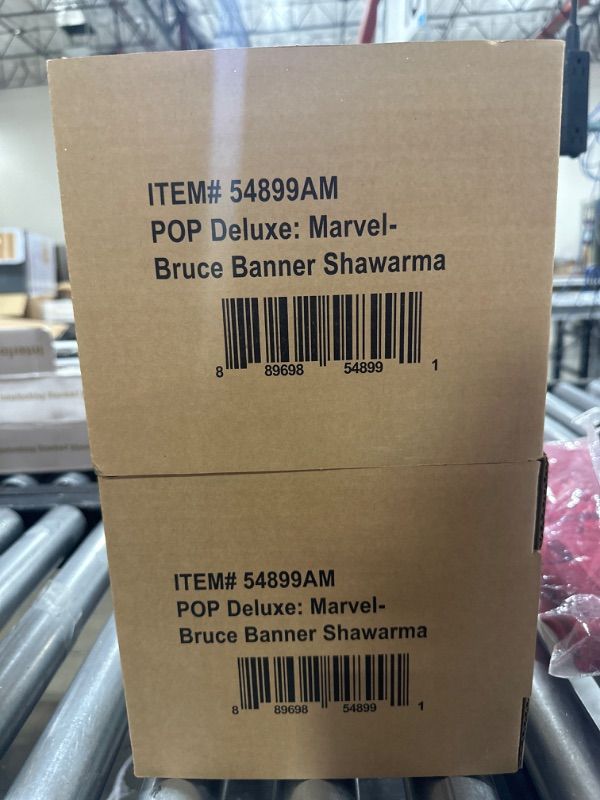 ITEM# 54899AM
POP Deluxe: Marvel-
Bruce Banner Shawarma
8 89698 54899 1
ITEM# 54899AM
POP Deluxe: Marvel-
Bruce Banner Shawarma
8 89698 54899 1